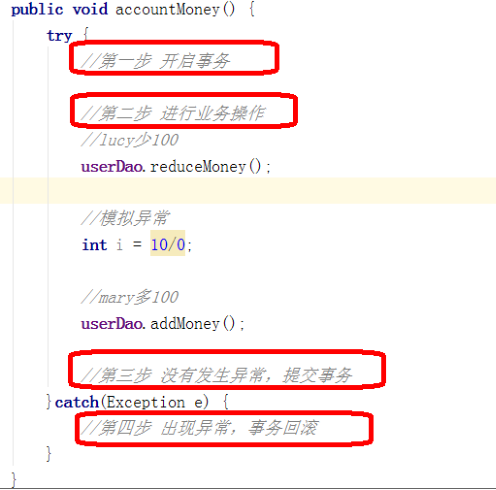 public void accountMoney() {
try {
//第一步 开启事务
//第二步 进行业务操作
//lucy少100
userDao.reduceMoney();
//模拟异常
int i = 10/0;
//mary多100
userDao.addMoney();
//第三步 没有发生异常，提交事务
}catch(Exception e) {
//第四步 出现异常，事务回滚
}
}